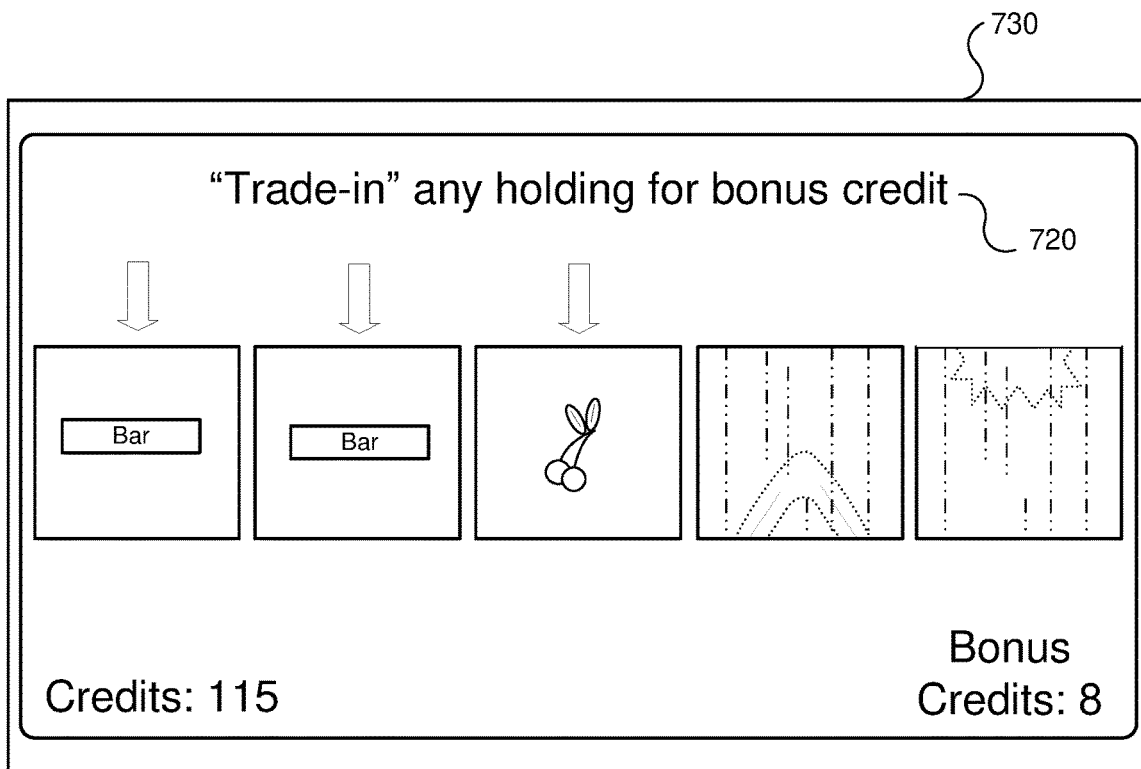 730
“Trade-in” any holding for bonus credit
720
Bar
Bar
Bonus
Credits: 115
Credits: 8